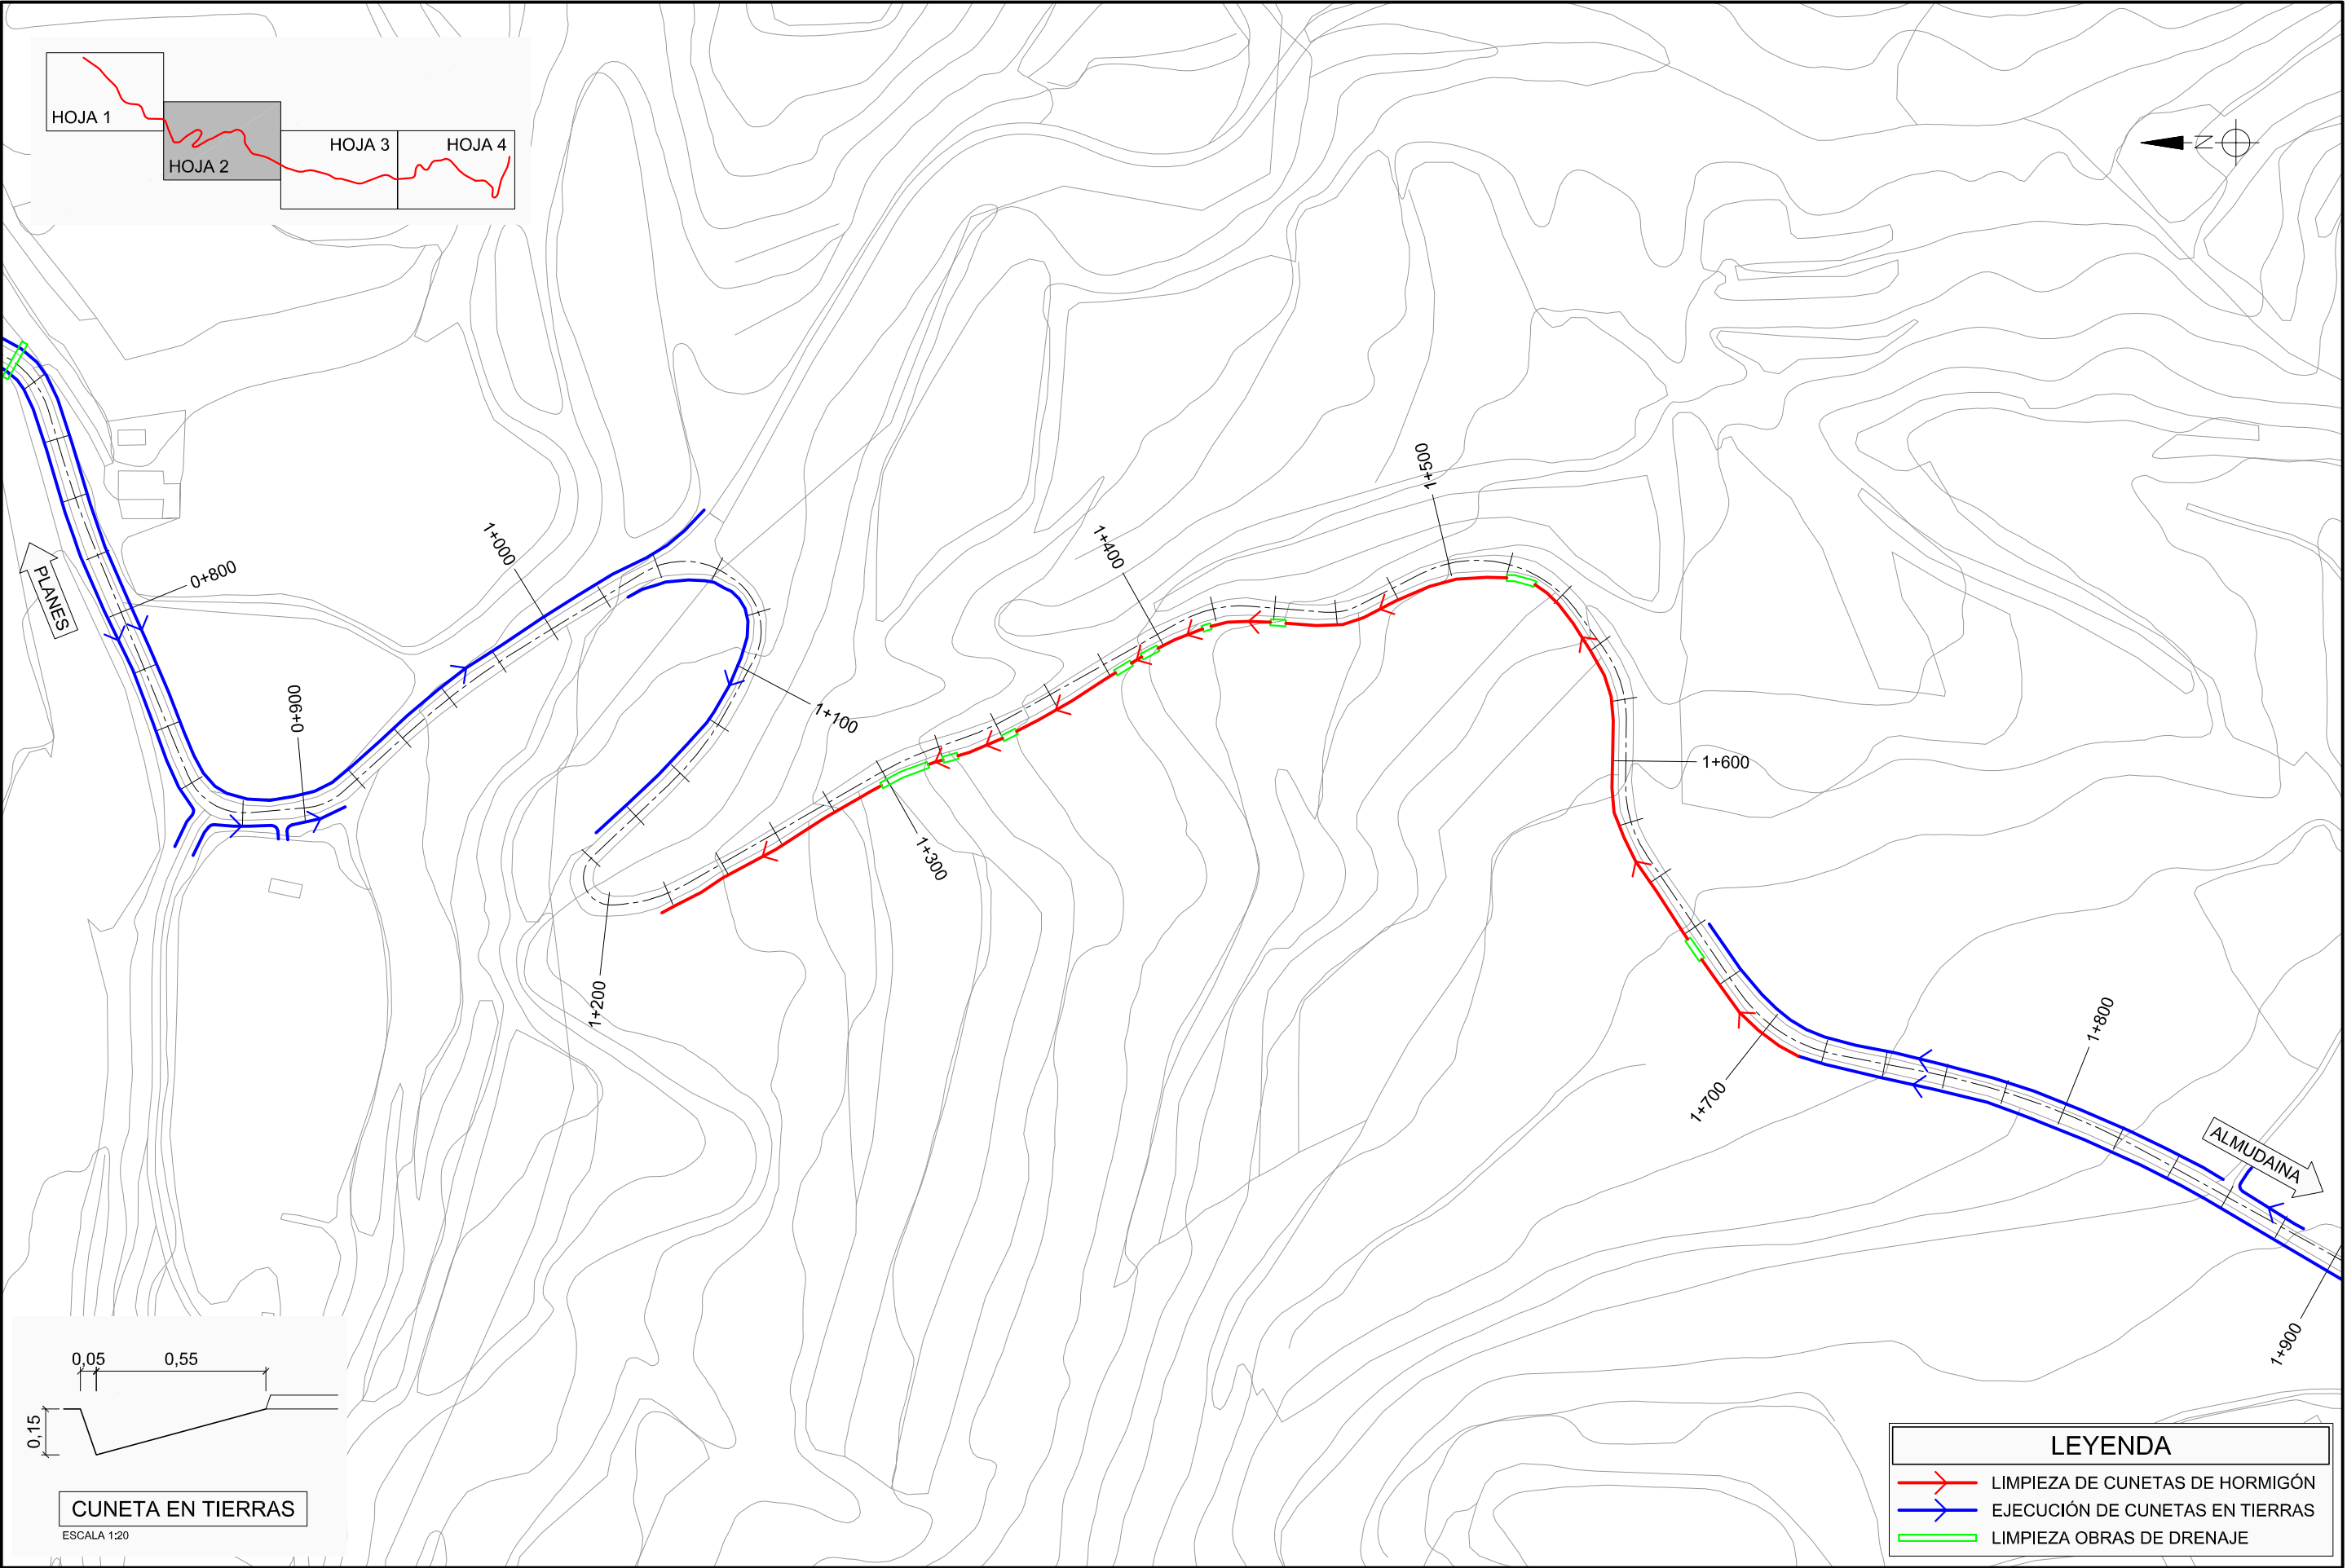 HOJA 1
HOJA 2
HOJA 3
HOJA 4
N
PLANES
0+800
0+900
1+000
1+100
1+200
1+300
1+400
1+500
1+600
1+700
1+800
1+900
ALMUDAINA
0,05
0,55
0,15
CUNETA EN TIERRAS
ESCALA 1:20
LEYENDA
LIMPIEZA DE CUNETAS DE HORMIGÓN
EJECUCIÓN DE CUNETAS EN TIERRAS
LIMPIEZA OBRAS DE DRENAJE